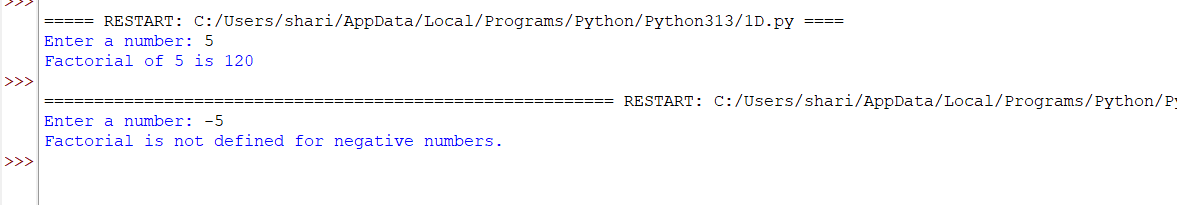 >>>
===== RESTART: C:/Users/shari/AppData/Local/Programs/Python/Python313/1D.py ====
Enter a number: 5
Factorial of 5 is 120
>>>
========================================================= RESTART: C:/Users/shari/AppData/Local/Programs/Python/Py
Enter a number: -5
Factorial is not defined for negative numbers.
>>>